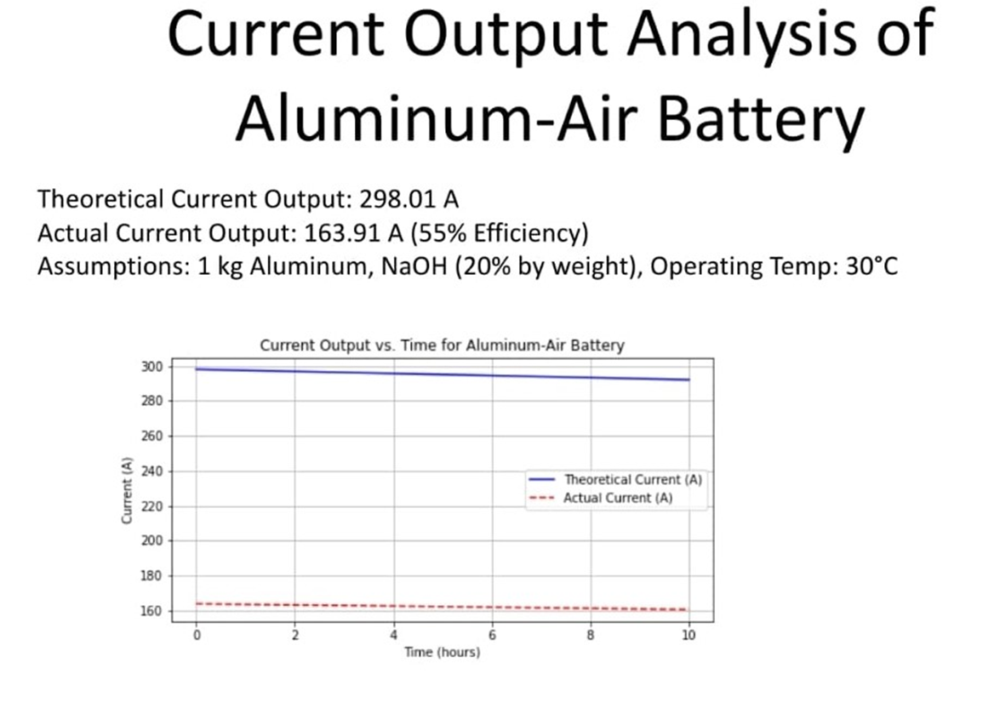 Current Output Analysis of
Aluminum-Air Battery
Theoretical Current Output: 298.01 A
Actual Current Output: 163.91 A (55% Efficiency)
Assumptions: 1 kg Aluminum, NaOH (20% by weight), Operating Temp: 30°C
Current Output vs. Time for Aluminum-Air Battery
300
280
260
240
220
200
180
160
Current (A)
Theoretical Current (A)
Actual Current (A)
0 2 4 6 8 10
Time (hours)